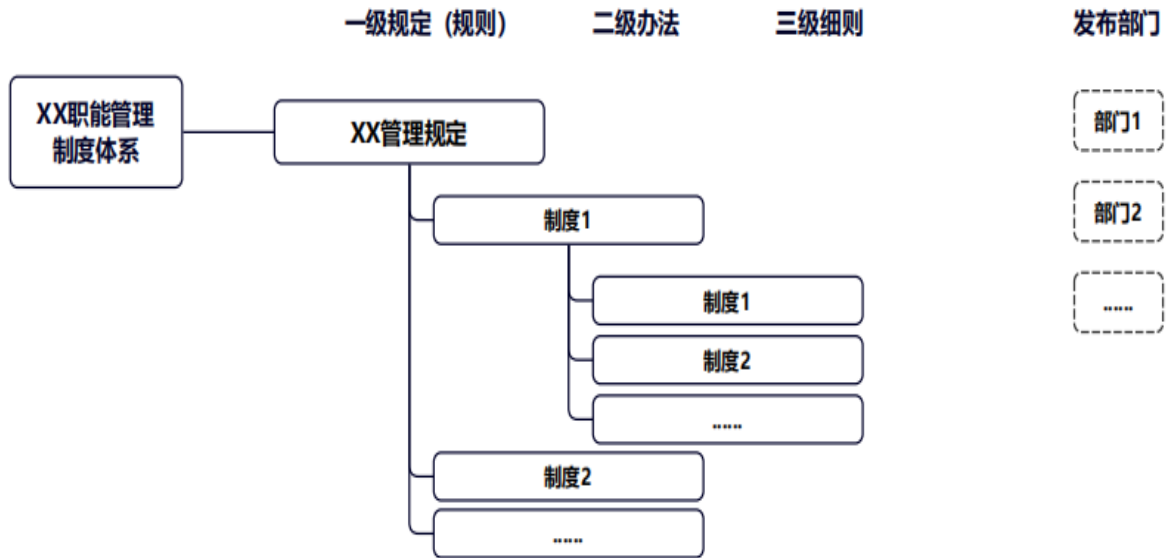 一级规定（规则）
二级办法
三级细则
发布部门
XX职能管理
制度体系
XX管理规定
部门1
制度1
部门2
制度1
......
制度2
......
制度2
......